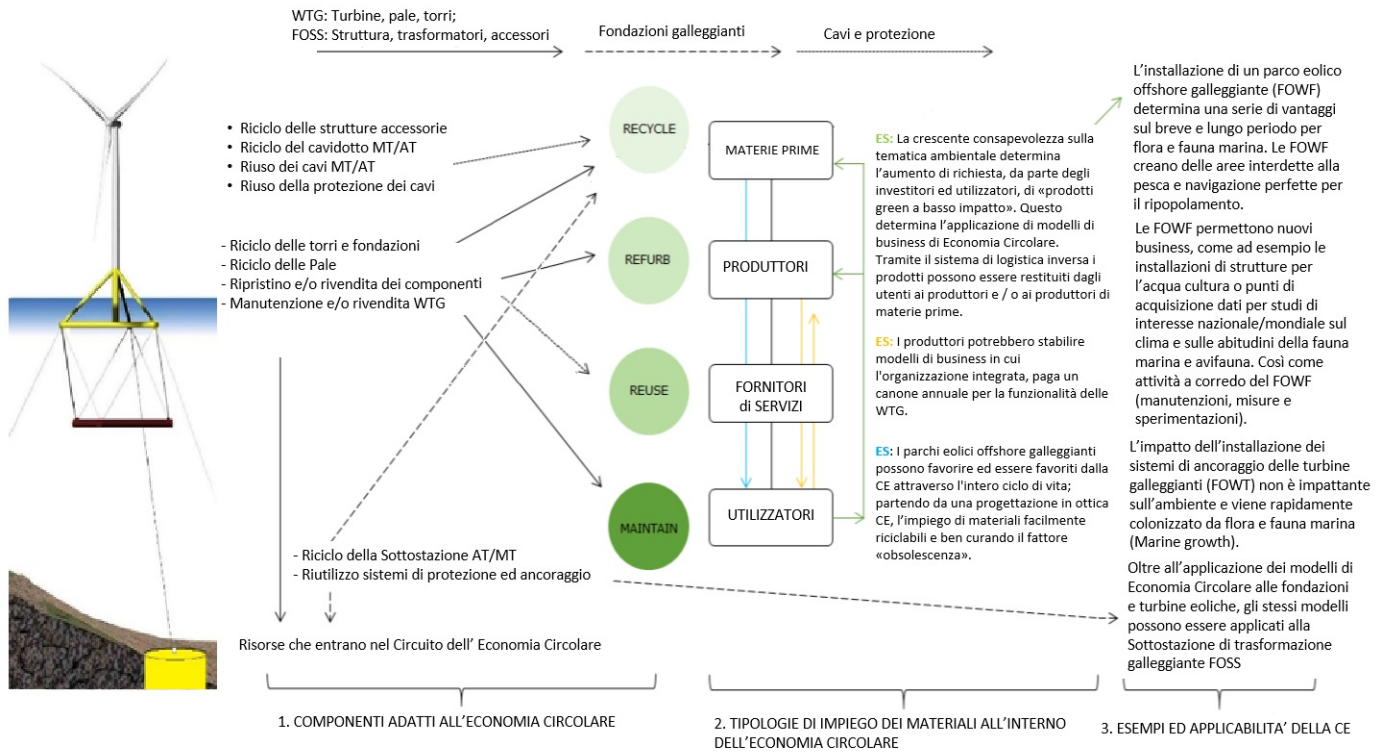 WTG: Turbine, pale, torri;
FOSS: Struttura, trasformatori, accessori
Fondazioni galleggianti
Cavi e protezione
• Riciclo delle strutture accessorie
• Riciclo del cavidotto MT/AT
• Riuso dei cavi MT/AT
• Riuso della protezione dei cavi
- Riciclo delle torri e fondazioni
- Riciclo delle Pale
- Ripristino e/o rivendita dei componenti
- Manutenzione e/o rivendita WTG
- Riciclo della Sottostazione AT/MT
- Riutilizzo sistemi di protezione ed ancoraggio
Risorse che entrano nel Circuito dell' Economia Circolare
1. COMPONENTI ADATTI ALL'ECONOMIA CIRCOLARE
RECYCLE
REFURB
REUSE
MAINTAIN
MATERIE PRIME
PRODUTTORI
FORNITORI
di SERVIZI
UTILIZZATORI
ES: La crescente consapevolezza sulla
tematica ambientale determina
l'aumento di richiesta, da parte degli
investitori ed utilizzatori, di «prodotti
green a basso impatto». Questo
determina l'applicazione di modelli di
business di Economia Circolare.
Tramite il sistema di logistica inversa i
prodotti possono essere restituiti dagli
utenti ai produttori e / o ai produttori di
materie prime.
ES: I produttori potrebbero stabilire
modelli di business in cui
l'organizzazione integrata, paga un
canone annuale per la funzionalità delle
WTG.
ES: I parchi eolici offshore galleggianti
possono favorire ed essere favoriti dalla
CE attraverso l'intero ciclo di vita;
partendo da una progettazione in ottica
CE, l'impiego di materiali facilmente
riciclabili e ben curando il fattore
«obsolescenza».
2. TIPOLOGIE DI IMPIEGO DEI MATERIALI ALL'INTERNO
DELL'ECONOMIA CIRCOLARE
L'installazione di un parco eolico
offshore galleggiante (FOWF)
determina una serie di vantaggi
sul breve e lungo periodo per
flora e fauna marina. Le FOWF
creano delle aree interdette alla
pesca e navigazione perfette per
il ripopolamento.
Le FOWF permettono nuovi
business, come ad esempio le
installazioni di strutture per
l'acqua cultura o punti di
acquisizione dati per studi di
interesse nazionale/mondiale sul
clima e sulle abitudini della fauna
marina e avifauna. Così come
attività a corredo del FOWF
(manutenzioni, misure e
sperimentazioni).
L'impatto dell'installazione dei
sistemi di ancoraggio delle turbine
galleggianti (FOWT) non è impattante
sull'ambiente e viene rapidamente
colonizzato da flora e fauna marina
(Marine growth).
Oltre all'applicazione dei modelli di
Economia Circolare alle fondazioni
e turbine eoliche, gli stessi modelli
possono essere applicati alla
Sottostazione di trasformazione
galleggiante FOSS
3. ESEMPI ED APPLICABILITA' DELLA CE